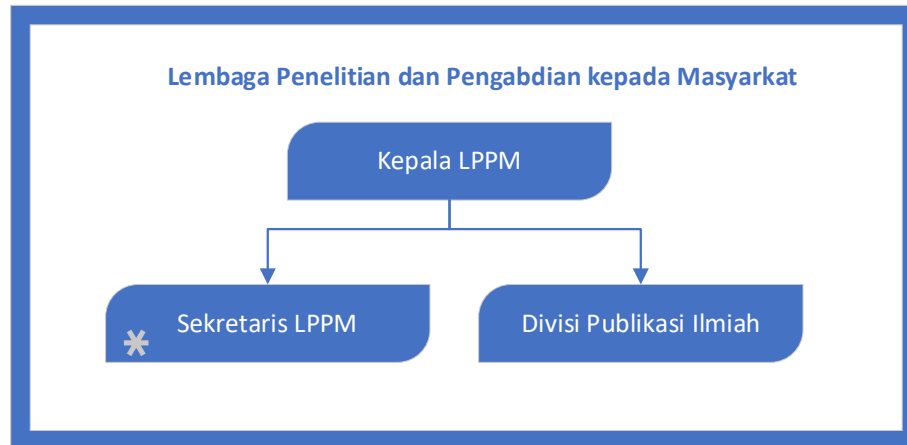 Lembaga Penelitian dan Pengabdian kepada Masyarkat
Kepala LPPM
Sekretaris LPPM
Divisi Publikasi Ilmiah
*